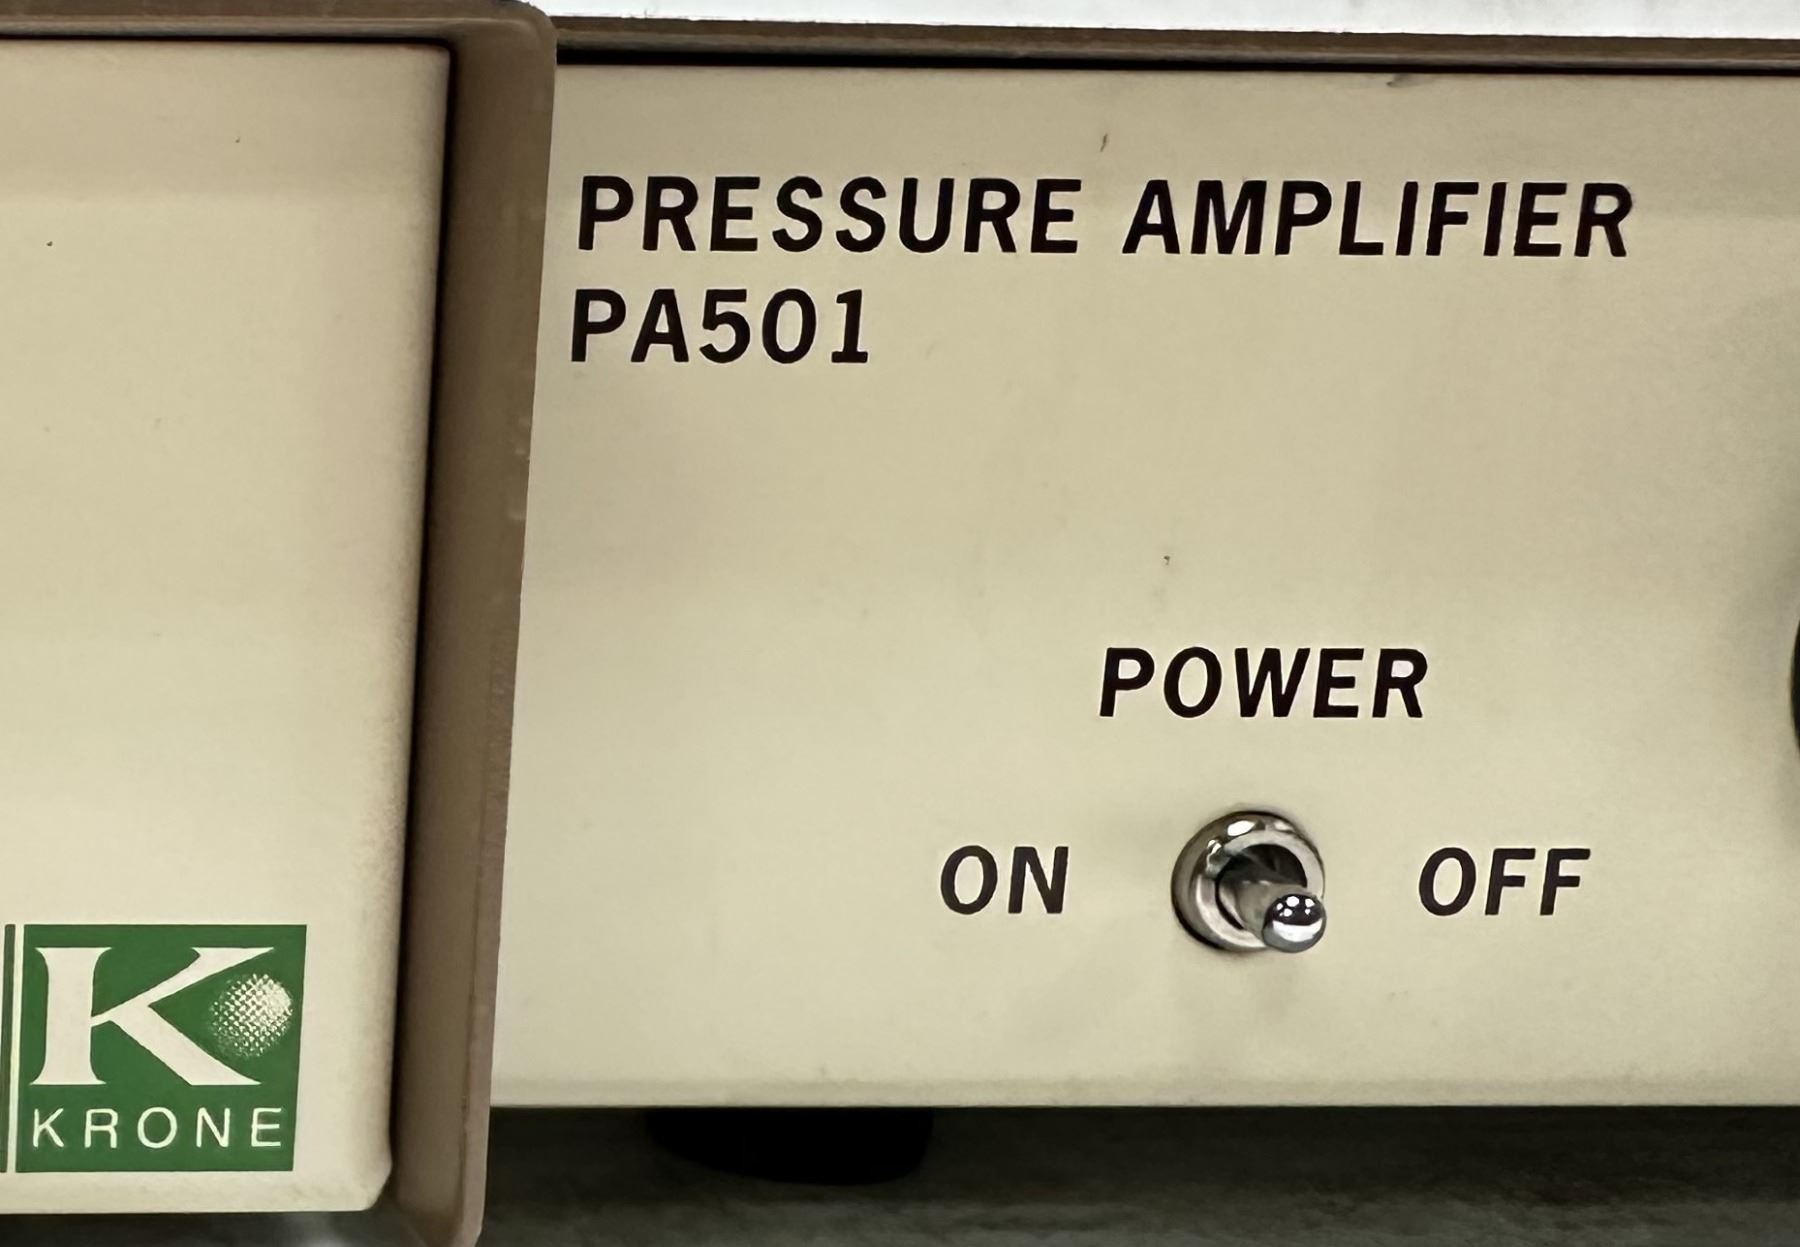 PRESSURE AMPLIFIER
PA501
POWER
ON OFF
K
KRONE